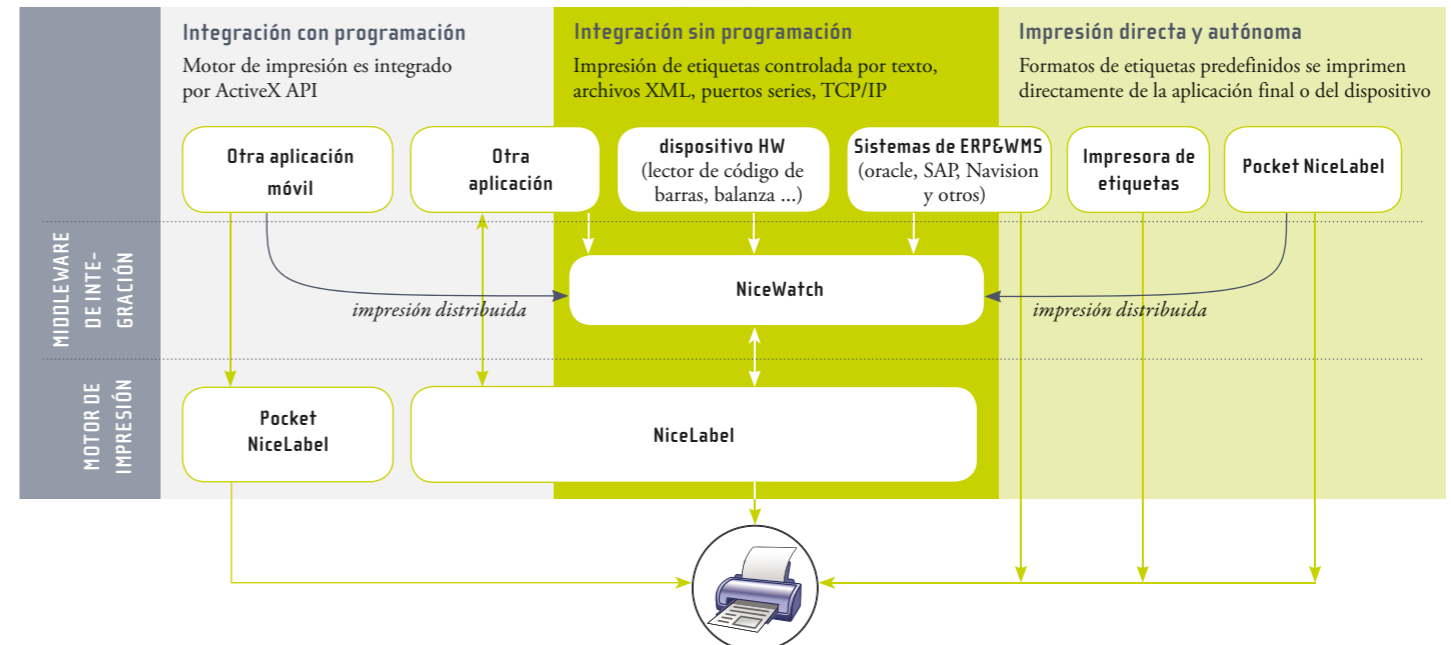 Integración con programación
Motor de impresión es integrado
por ActiveX API
Integración sin programación
Impresión de etiquetas controlada por texto,
archivos XML, puertos series, TCP/IP
Impresión directa y autónoma
Formatos de etiquetas predefinidos se imprimen
directamente de la aplicación final o del dispositivo
Otra aplicación
móvil
Otra
aplicación
dispositivo HW
(lector de código de
barras, balanza ...)
Sistemas de ERP&WMS
(oracle, SAP, Navision
y otros)
Impresora de
etiquetas
Pocket NiceLabel
MIDDLEWARE
DE INTE-
GRACIÓN
impresión distribuida
NiceWatch
impresión distribuida
MOTOR DE
IMPRESIÓN
Pocket
NiceLabel
NiceLabel